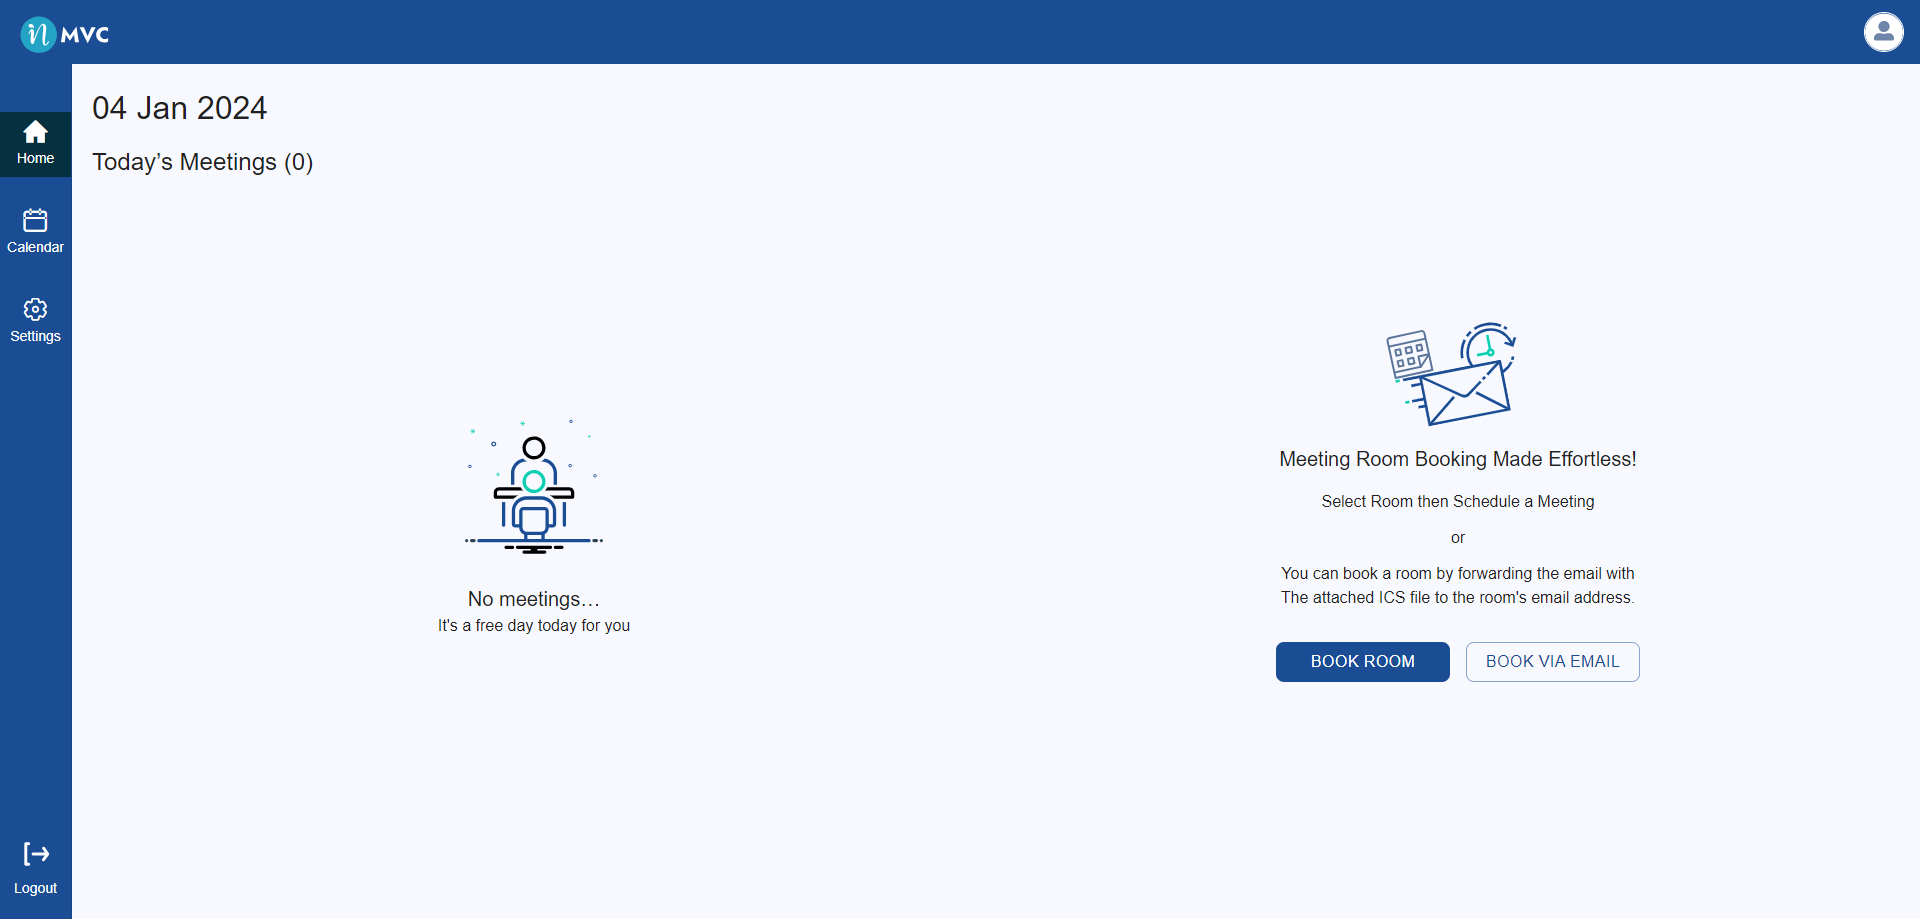 n MVC
Home
Calendar
Settings
Logout
04 Jan 2024
Today’s Meetings (0)
No meetings…
It's a free day today for you
Meeting Room Booking Made Effortless!
Select Room then Schedule a Meeting
or
You can book a room by forwarding the email with
The attached ICS file to the room's email address.
BOOK ROOM
BOOK VIA EMAIL